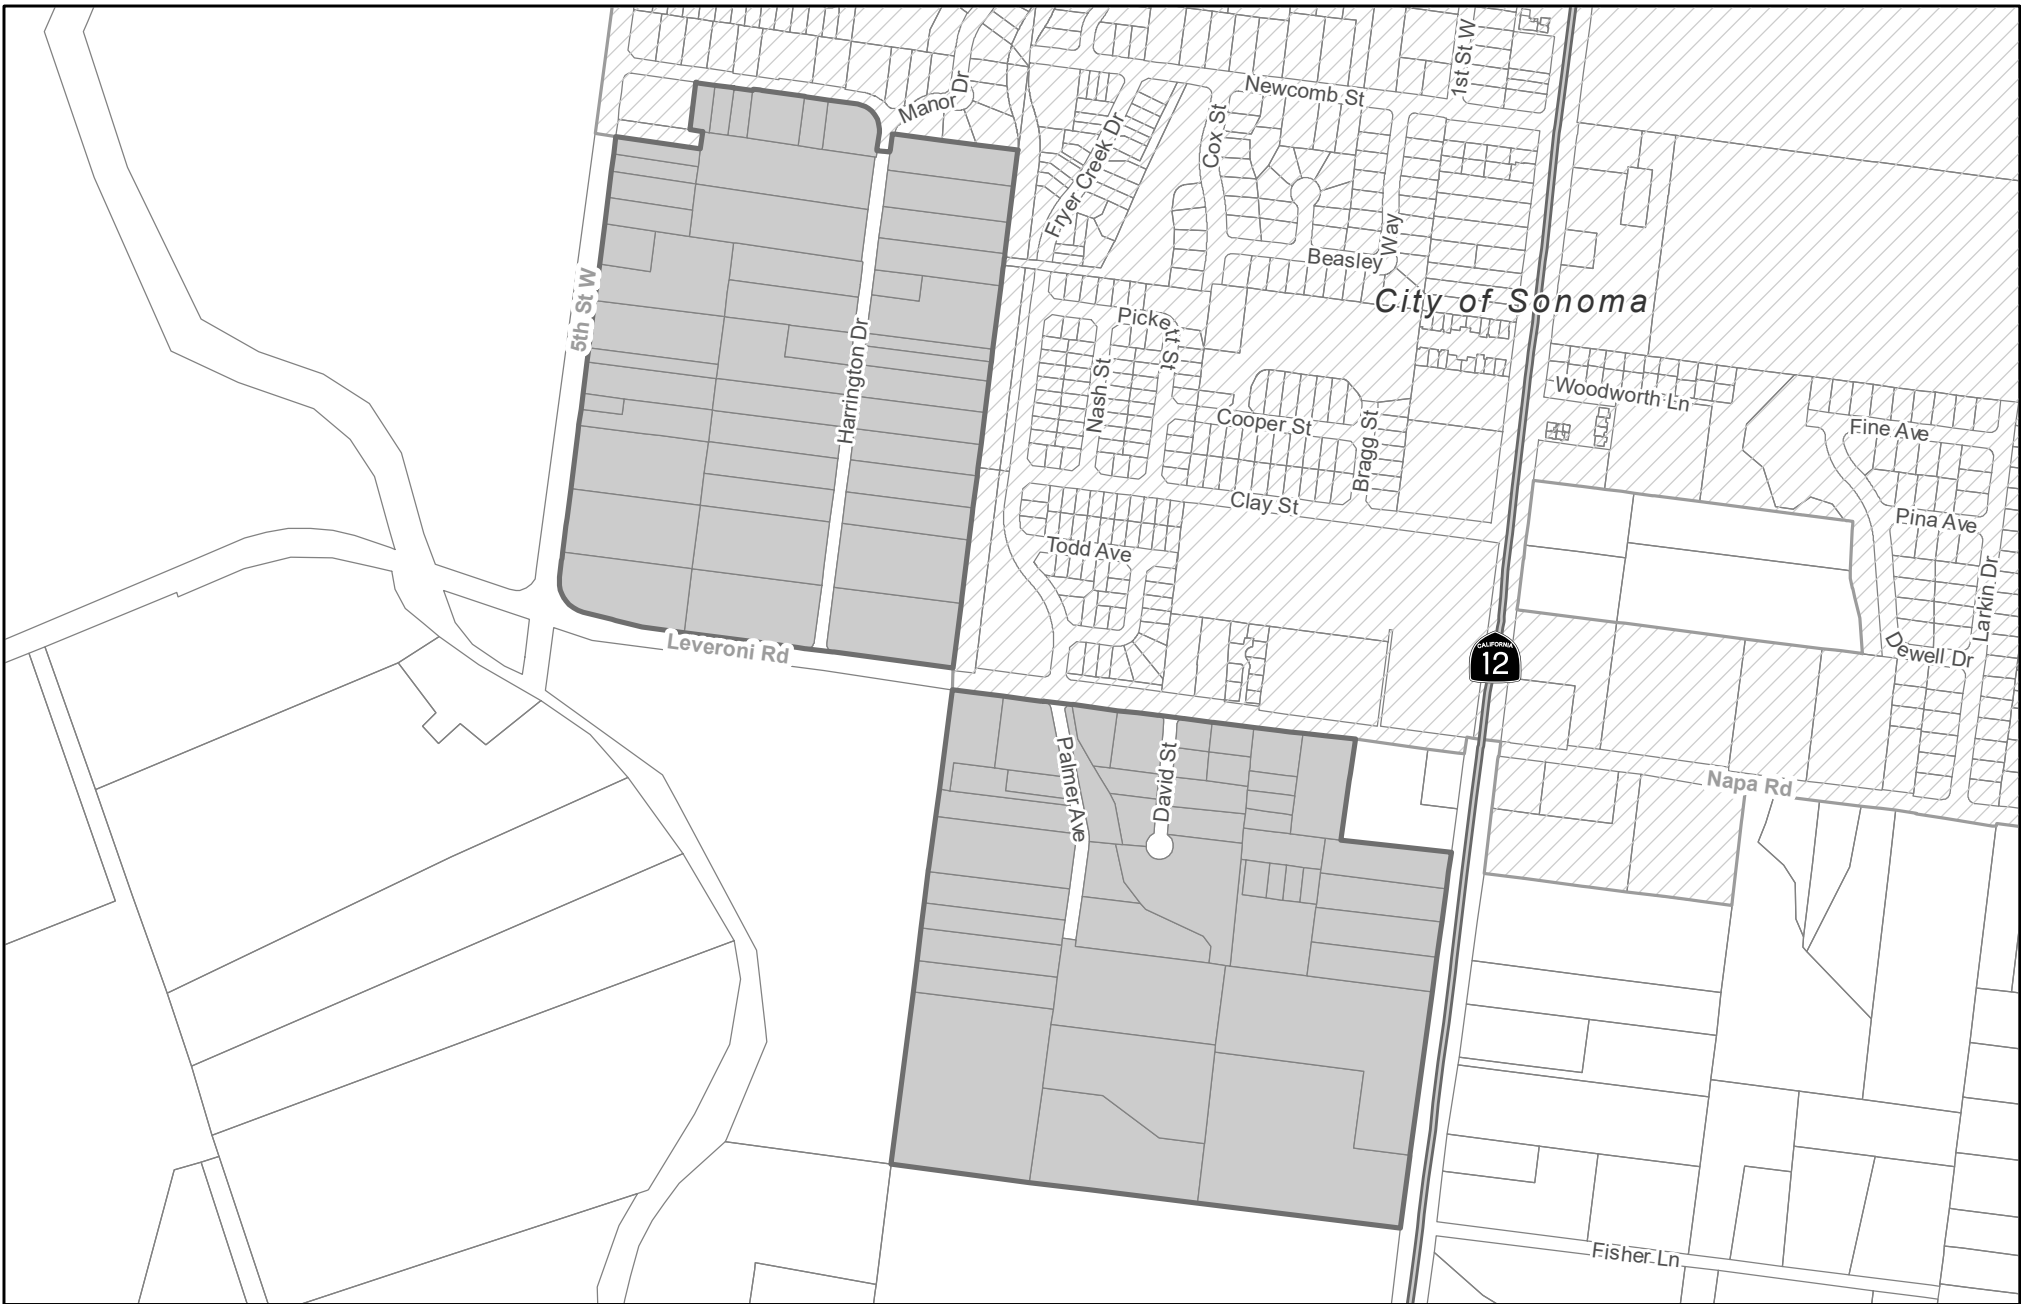 1st St W
Newcomb St
Manor Dr
Cox St
Fryer Creek Dr
Beasley Way
City of Sonoma
5th St W
Pickett St
Harrington Dr
Nash St
Woodworth Ln
Cooper St
Bragg St
Fine Ave
Clay St
Pina Ave
Todd Ave
Larkin Dr
Leveroni Rd
CALIFORNIA
12
Dewell Dr
Palmer Ave
David St
Napa Rd
Fisher Ln